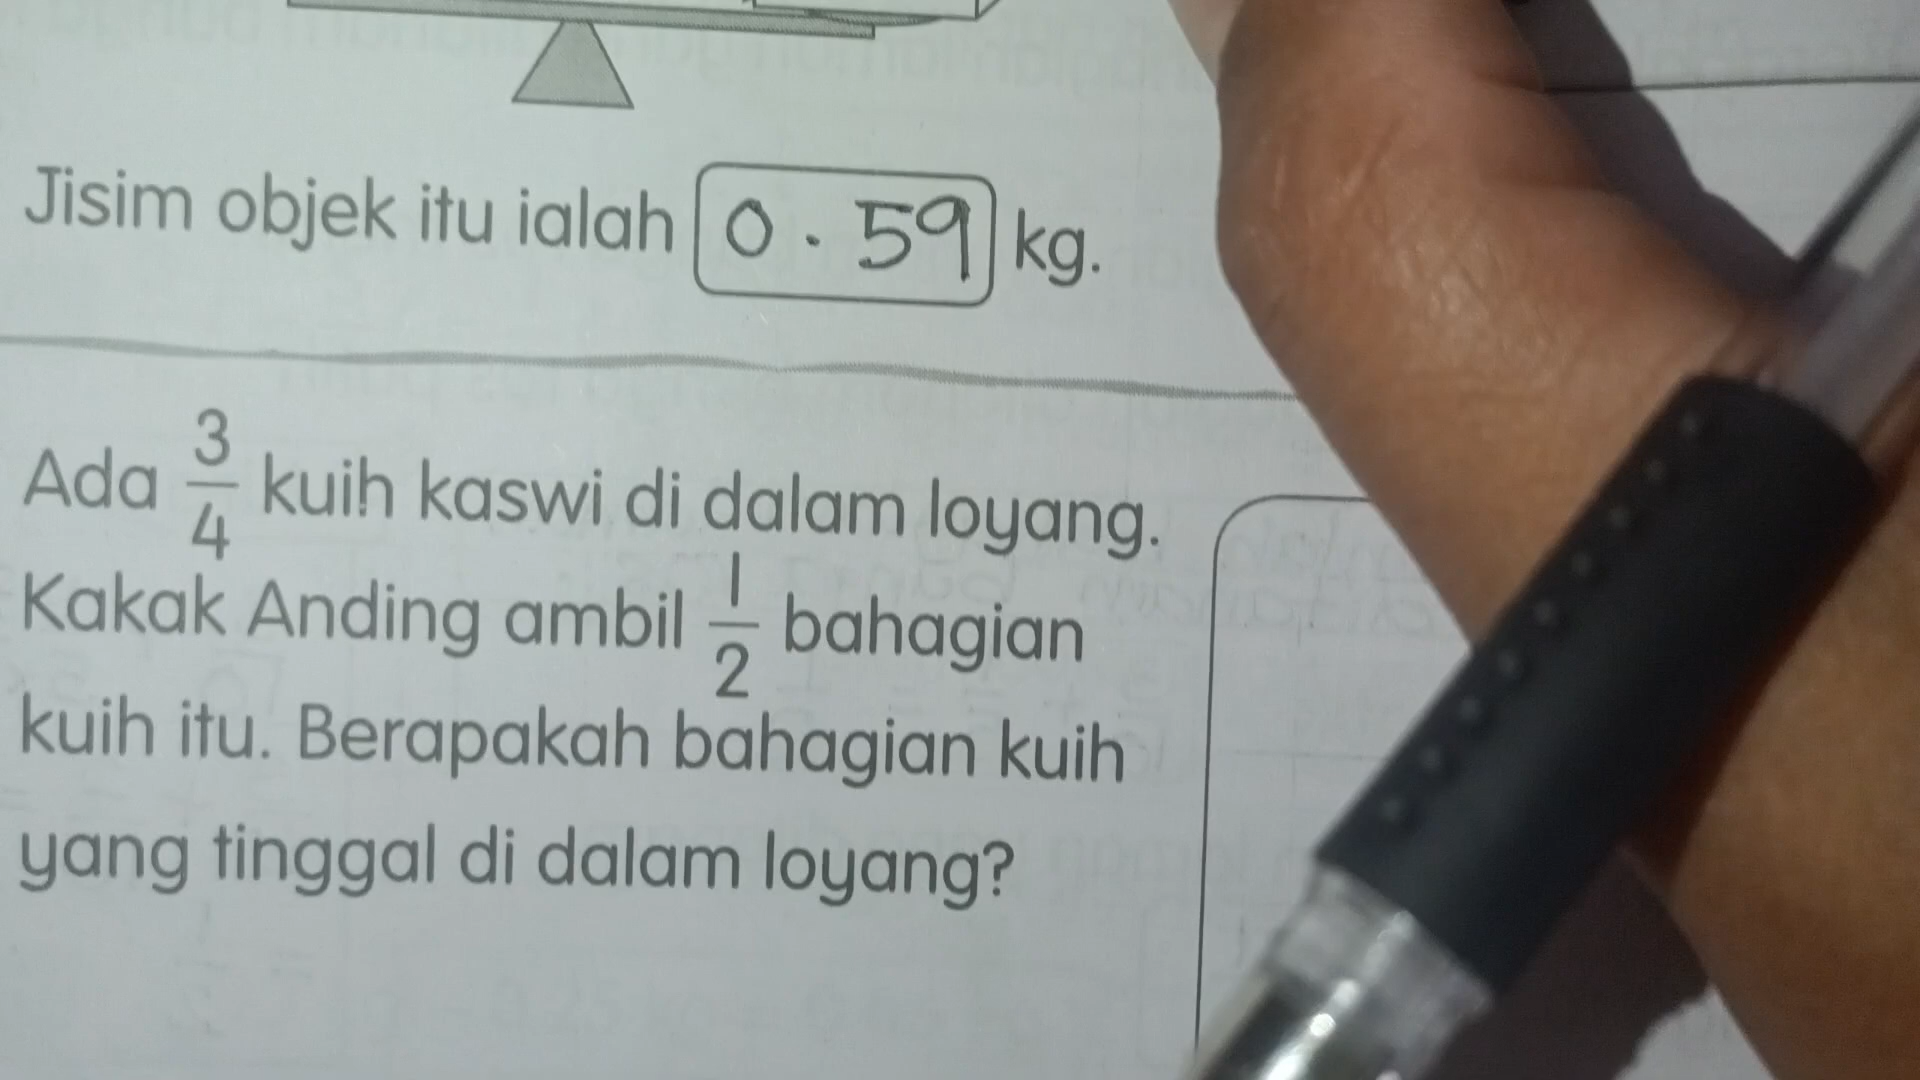 Jisim objek itu ialah 0.59 kg.
Ada 3/4 kuih kaswi di dalam loyang.
Kakak Anding ambil 1/2 bahagian
kuih itu. Berapakah bahagian kuih
yang tinggal di dalam loyang?